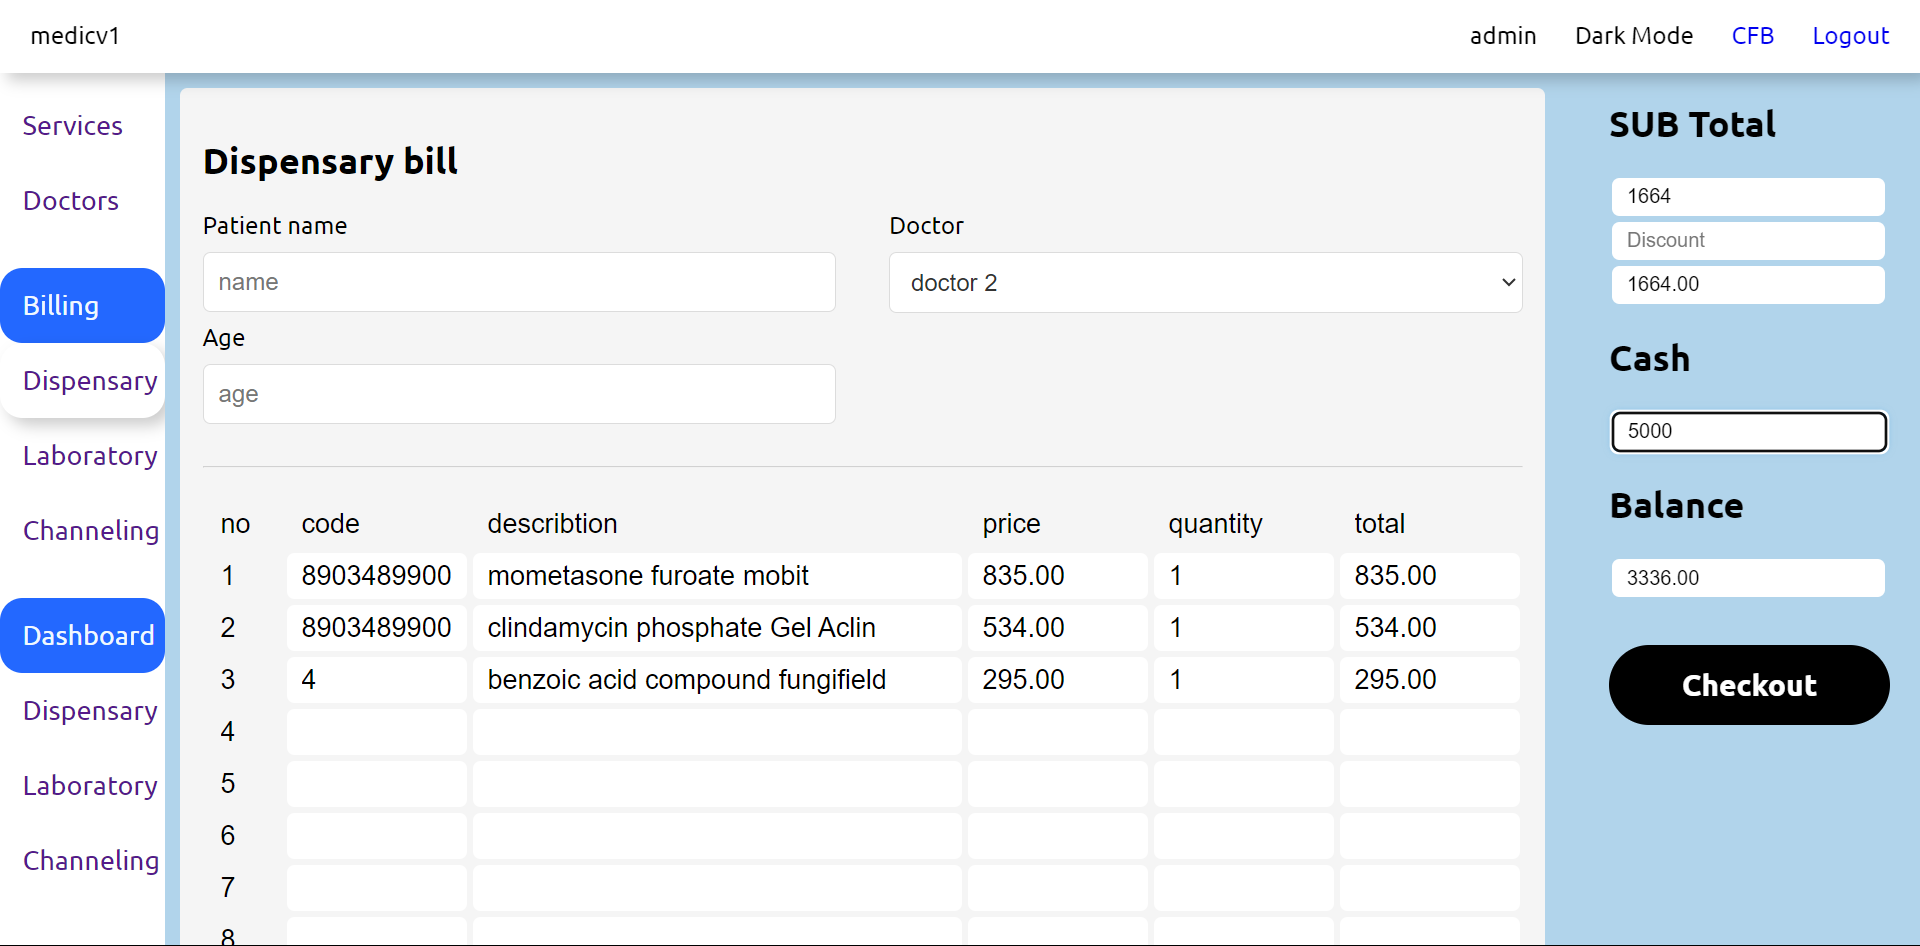 medicv1
admin Dark Mode CFB Logout
Services
Doctors
Billing
Dispensary
Laboratory
Channeling
Dashboard
Dispensary
Laboratory
Channeling
Dispensary bill
Patient name Doctor
name doctor 2
Age
age
no code describtion price quantity total
1 8903489900 mometasone furoate mobit 835.00 1 835.00
2 8903489900 clindamycin phosphate Gel Aclin 534.00 1 534.00
3 4 benzoic acid compound fungifield 295.00 1 295.00
4
5
6
7
8
SUB Total
1664
Discount
1664.00
Cash
5000
Balance
3336.00
Checkout